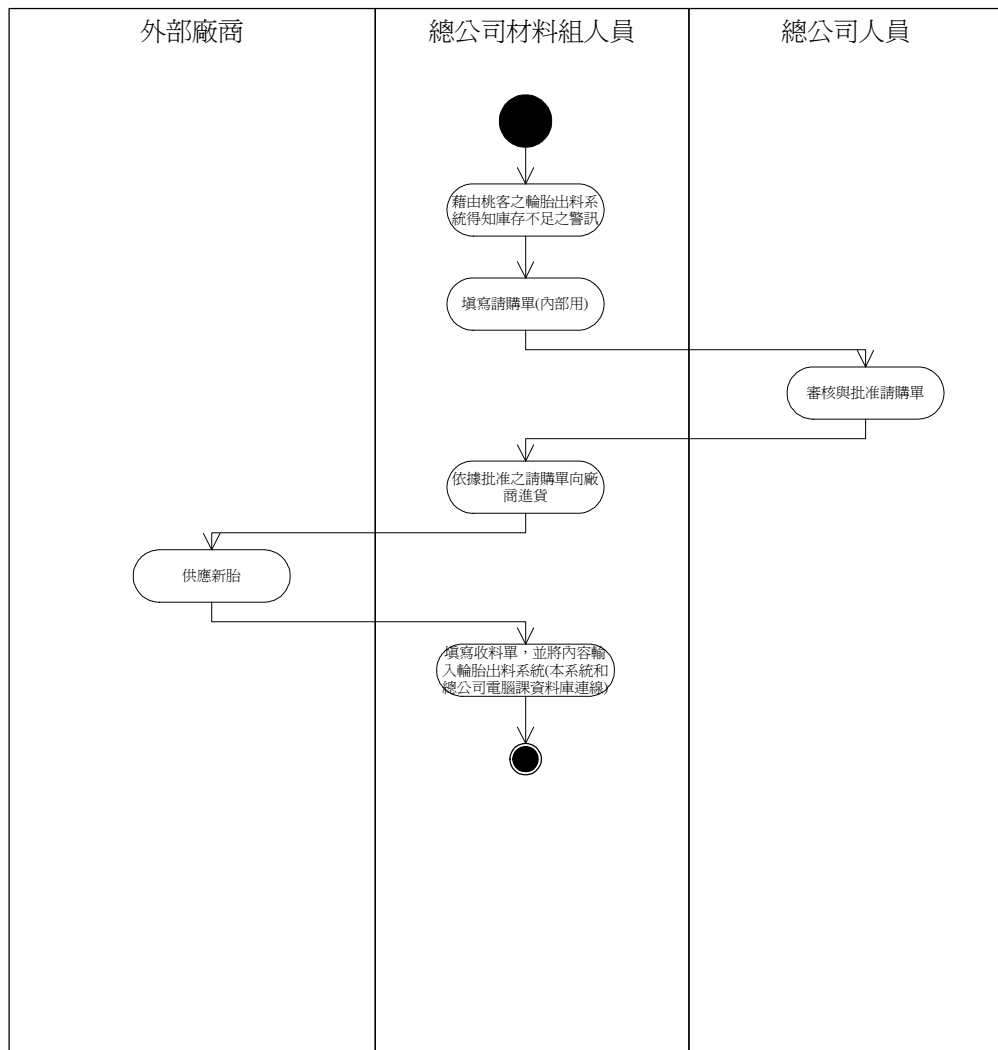 外部廠商
總公司材料組人員
總公司人員
藉由桃客之輪胎出料系
統得知庫存不足之警訊
填寫請購單(內部用)
審核與批准請購單
依據批准之請購單向廠
商進貨
供應新胎
填寫收料單，並將內容輸
入輪胎出料系統(本系統和
總公司電腦課資料庫連線)